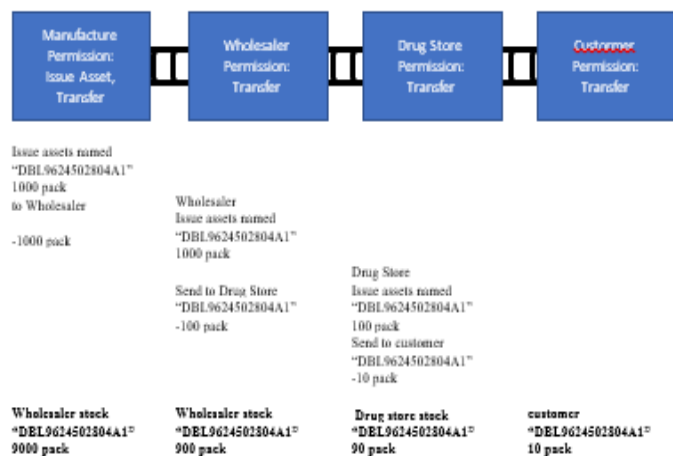 Manufacture
Permission:
Issue Asset,
Transfer
Wholesaler
Permission:
Transfer
Drug Store
Permission:
Transfer
Custormer
Permission:
Transfer
Issue assets named
“DBL9624502804A1”
1000 pack
to Wholesaler
-1000 pack
Wholesaler
Issue assets named
“DBL9624502804A1”
1000 pack
Send to Drug Store
“DBL9624502804A1”
-100 pack
Drug Store
Issue assets named
“DBL9624502804A1”
100 pack
Send to customer
“DBL9624502804A1”
-10 pack
Wholesaler stock
“DBL9624502804A1”
9000 pack
Wholesaler stock
“DBL9624502804A1”
900 pack
Drug store stock
“DBL9624502804A1”
90 pack
customer
“DBL9624502804A1”
10 pack